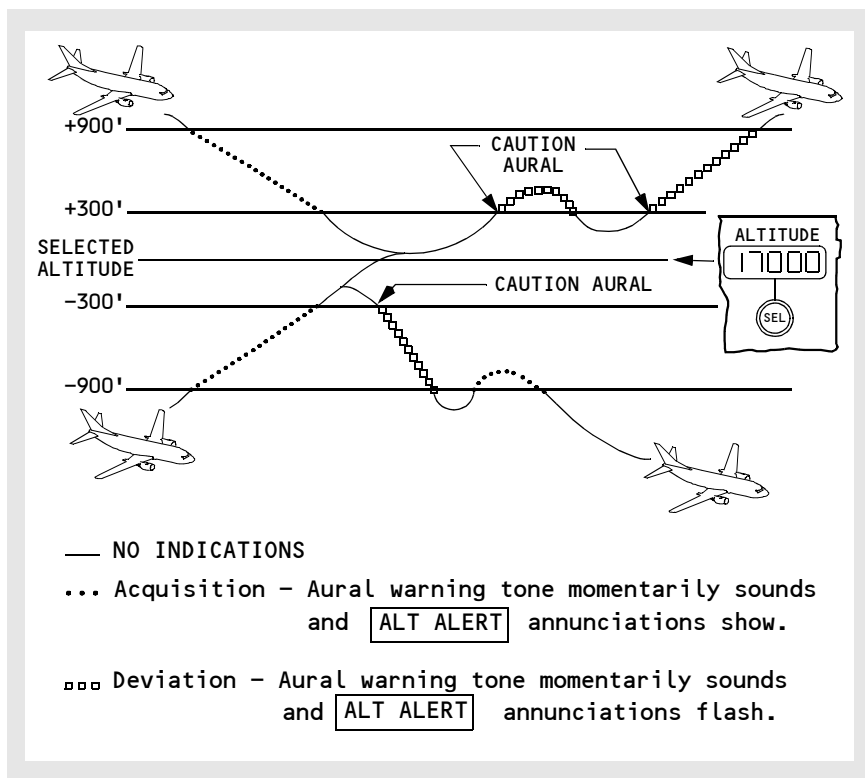 +900'
CAUTION
AURAL
+300'
SELECTED
ALTITUDE
ALTITUDE
17000
SEL
CAUTION AURAL
−300'
−900'
NO INDICATIONS
... Acquisition – Aural warning tone momentarily sounds
and ALT ALERT annunciations show.
Deviation – Aural warning tone momentarily sounds
and ALT ALERT annunciations flash.